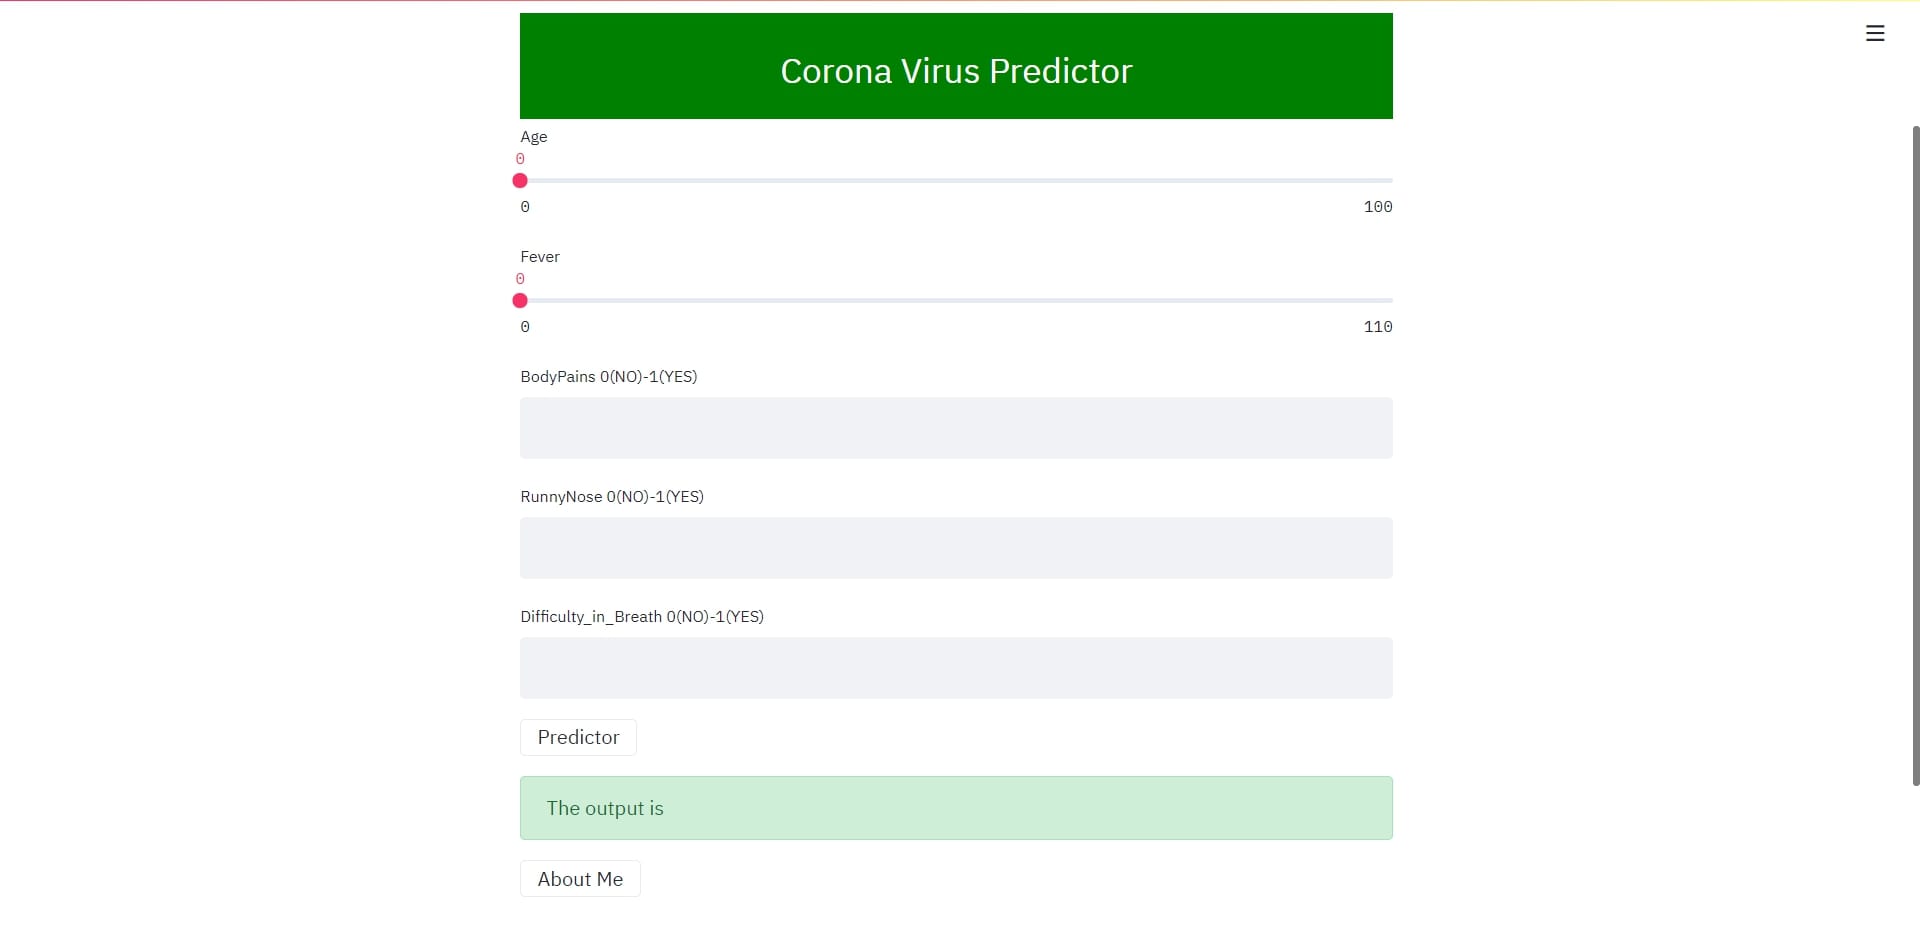 Corona Virus Predictor
Age
0
0 100
Fever
0
0 110
BodyPains 0(NO)-1(YES)
RunnyNose 0(NO)-1(YES)
Difficulty_in_Breath 0(NO)-1(YES)
Predictor
The output is
About Me